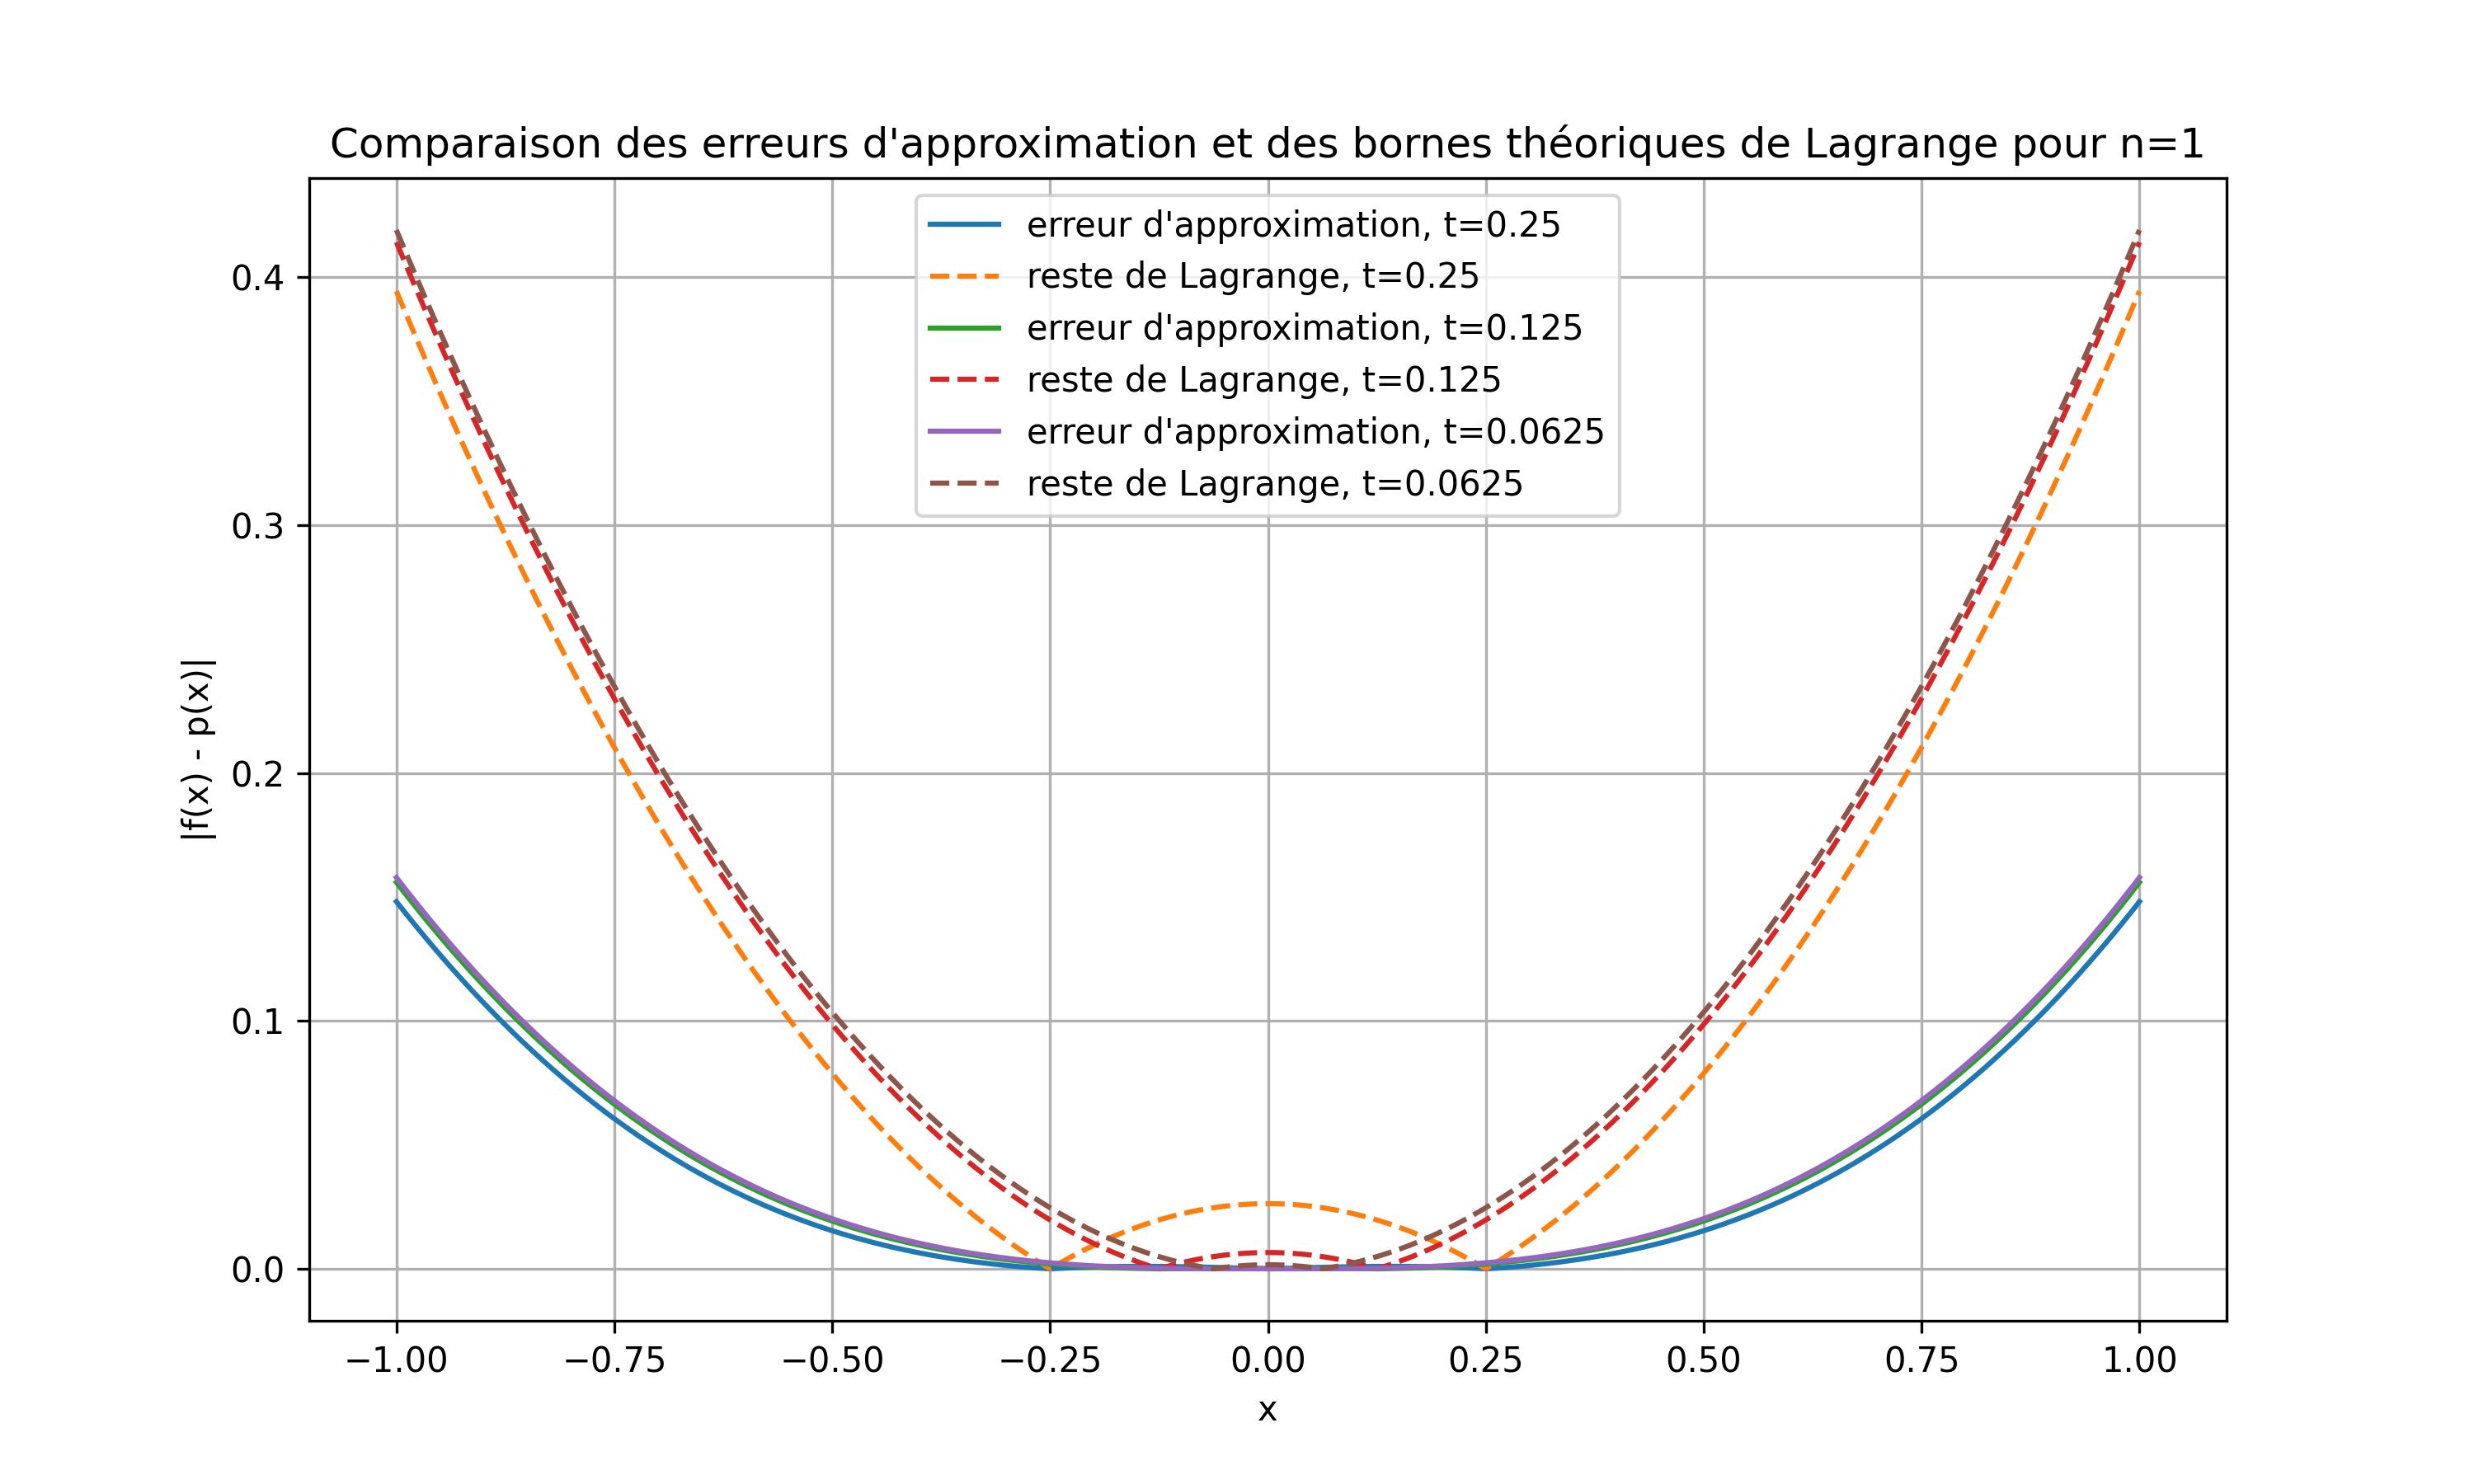 Comparaison des erreurs d'approximation et des bornes théoriques de Lagrange pour n=1
erreur d'approximation, t=0.25
reste de Lagrange, t=0.25
erreur d'approximation, t=0.125
reste de Lagrange, t=0.125
erreur d'approximation, t=0.0625
reste de Lagrange, t=0.0625
|f(x) - p(x)|
0.4
0.3
0.2
0.1
0.0
−1.00 −0.75 −0.50 −0.25 0.00 0.25 0.50 0.75 1.00
x